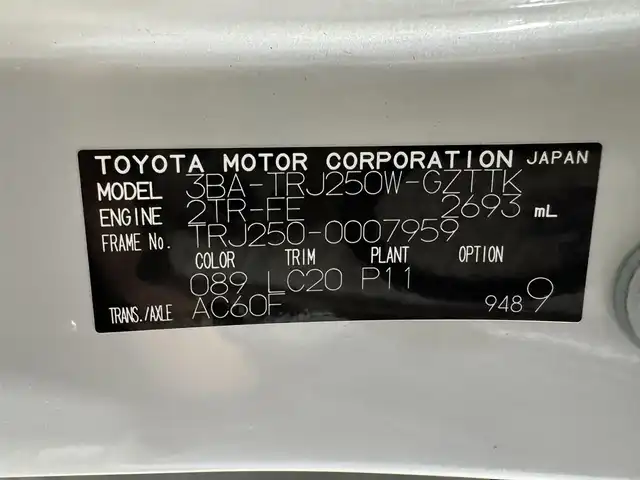 TOYOTA MOTOR CORPORATION JAPAN
MODEL 3BA-TRJ250W-GZTTK
ENGINE 2TR-FE 2693 mL
FRAME No. TRJ250-0007959
COLOR TRIM PLANT OPTION
089 LC20 P11
TRANS./AXLE AC60F 948 9